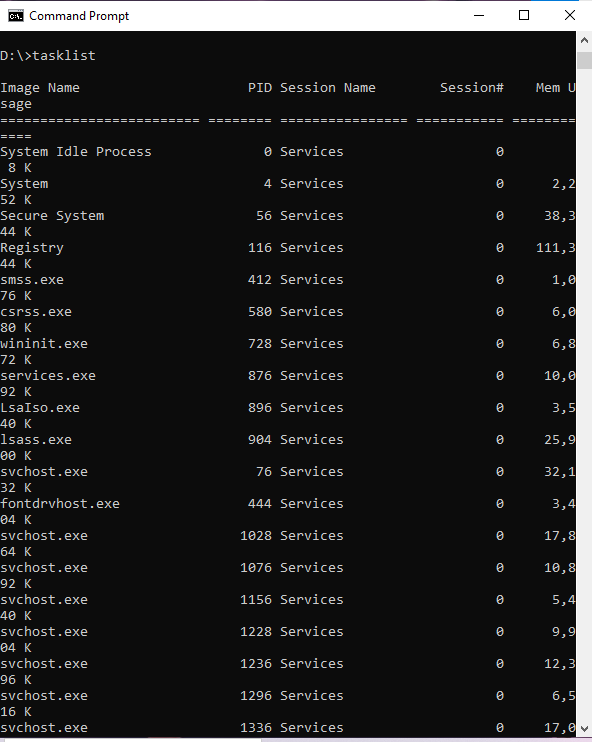 Command Prompt
D:\>tasklist
Image Name                     PID Session Name        Session#    Mem U
sage
========================= ======== ================ =========== ========
====
System Idle Process              0 Services                   0
 8 K
System                           4 Services                   0      2,2
52 K
Secure System                   56 Services                   0     38,3
44 K
Registry                       116 Services                   0    111,3
44 K
smss.exe                       412 Services                   0      1,0
76 K
csrss.exe                      580 Services                   0      6,0
80 K
wininit.exe                    728 Services                   0      6,8
72 K
services.exe                   876 Services                   0     10,0
92 K
LsaIso.exe                     896 Services                   0      3,5
40 K
lsass.exe                      904 Services                   0     25,9
00 K
svchost.exe                     76 Services                   0     32,1
32 K
fontdrvhost.exe                444 Services                   0      3,4
04 K
svchost.exe                   1028 Services                   0     17,8
64 K
svchost.exe                   1076 Services                   0     10,8
92 K
svchost.exe                   1156 Services                   0      5,4
40 K
svchost.exe                   1228 Services                   0      9,9
04 K
svchost.exe                   1236 Services                   0     12,3
96 K
svchost.exe                   1296 Services                   0      6,5
16 K
svchost.exe                   1336 Services                   0     17,0